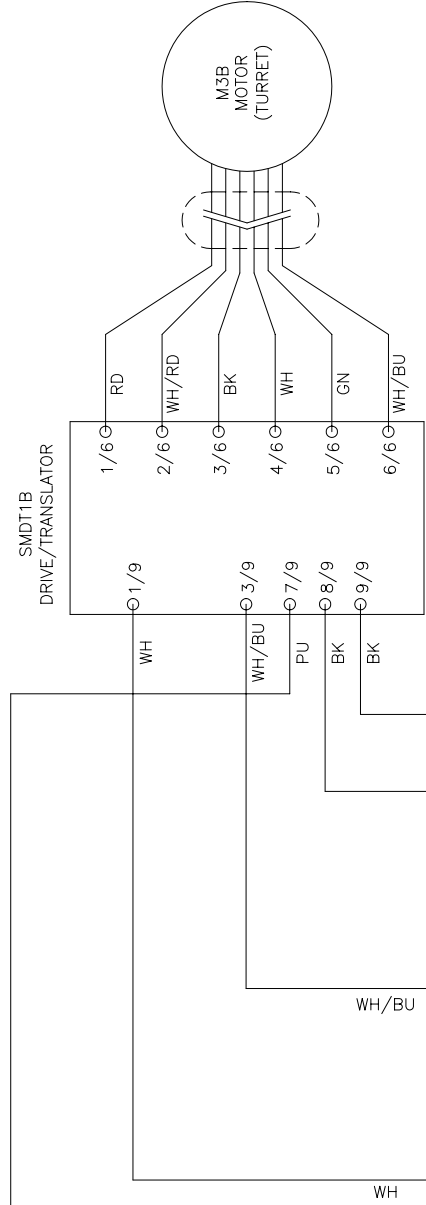 M3B
MOTOR
(TURRET)
RD
WH/RD
BK
WH
GN
WH/BU
1/6
2/6
3/6
4/6
5/6
6/6
SMDT1B
DRIVE/TRANSLATOR
1/9
3/9
7/9
8/9
9/9
WH
WH/BU
PU
BK
BK
WH/BU
WH